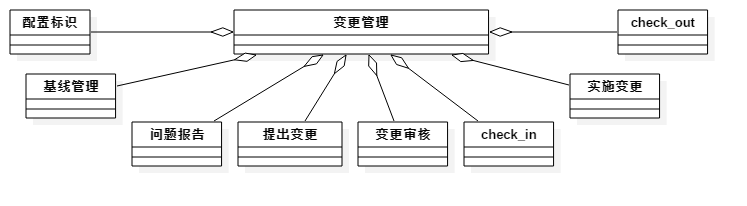 配置标识
变更管理
check_out
基线管理
实施变更
问题报告
提出变更
变更审核
check_in